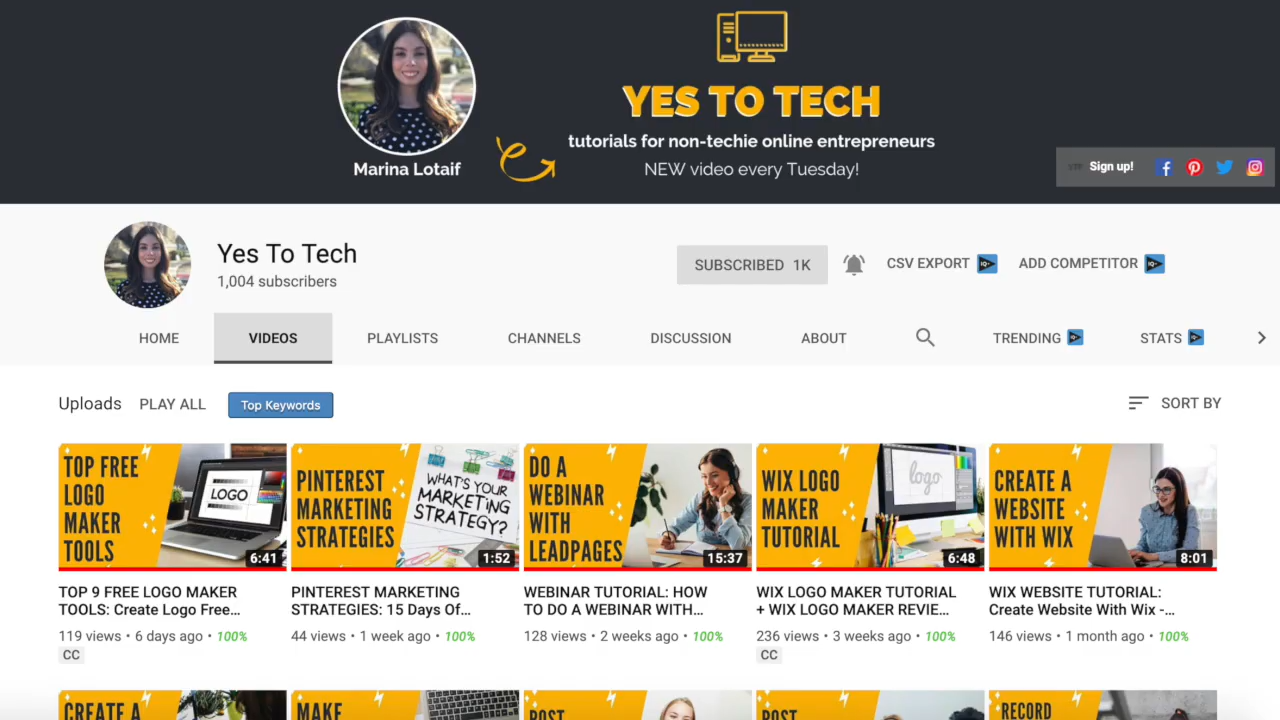 YES TO TECH
tutorials for non-techie online entrepreneurs
NEW video every Tuesday!
Marina Lotaif
Sign up!
Yes To Tech
1,004 subscribers
SUBSCRIBED 1K
CSV EXPORT
ADD COMPETITOR
HOME
VIDEOS
PLAYLISTS
CHANNELS
DISCUSSION
ABOUT
TRENDING
STATS
Uploads
PLAY ALL
Top Keywords
SORT BY
TOP FREE
LOGO
MAKER
TOOLS
LOGO
6:41
PINTEREST
MARKETING
STRATEGIES
WHAT'S YOUR
MARKETING
STRATEGY?
1:52
DO A
WEBINAR
WITH
LEADPAGES
15:37
WIX LOGO
MAKER
TUTORIAL
logo
6:48
CREATE A
WEBSITE
WITH WIX
8:01
TOP 9 FREE LOGO MAKER
TOOLS: Create Logo Free...
119 views • 6 days ago • 100%
CC
PINTEREST MARKETING
STRATEGIES: 15 Days Of...
44 views • 1 week ago • 100%
WEBINAR TUTORIAL: HOW
TO DO A WEBINAR WITH...
128 views • 2 weeks ago • 100%
WIX LOGO MAKER TUTORIAL
+ WIX LOGO MAKER REVIE...
236 views • 3 weeks ago • 100%
CC
WIX WEBSITE TUTORIAL:
Create Website With Wix -...
146 views • 1 month ago • 100%
CREATE A
MAKE
POST
POST
RECORD